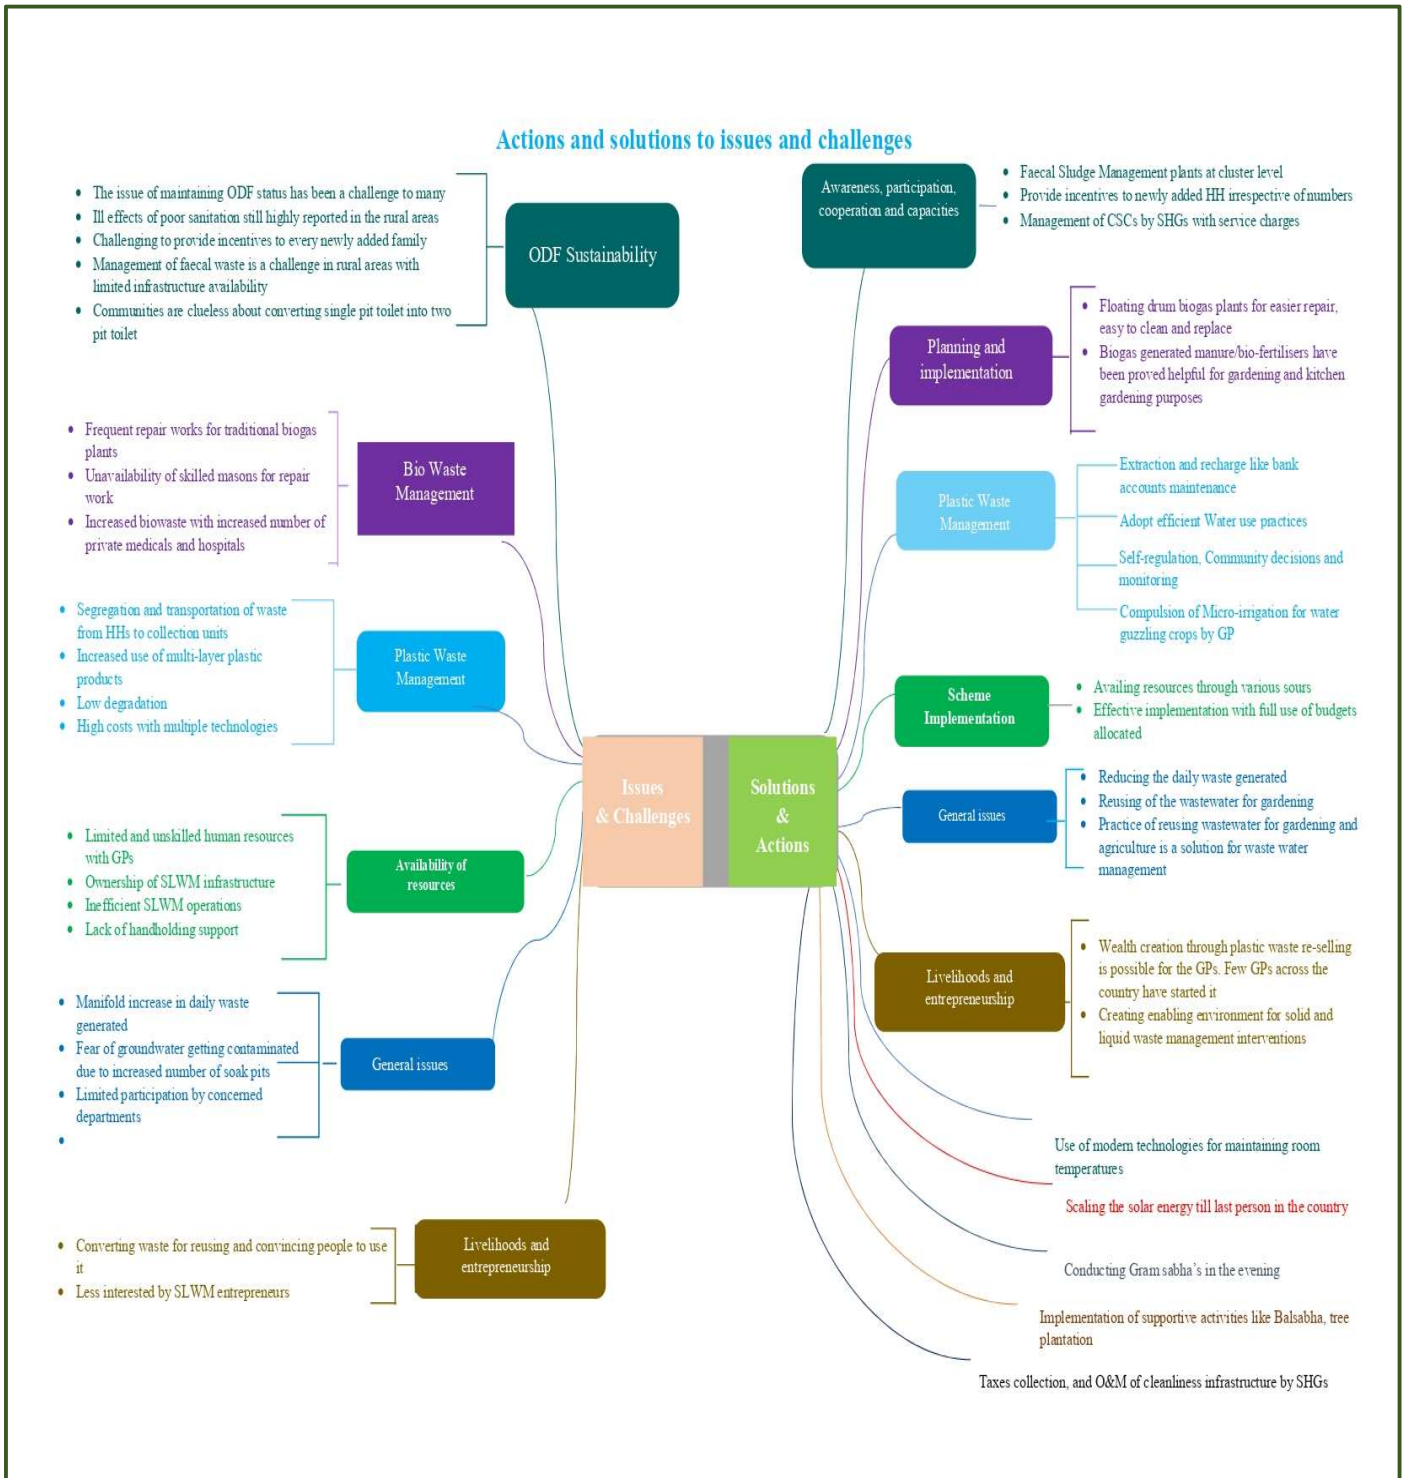 Actions and solutions to issues and challenges
The issue of maintaining ODF status has been a challenge to many
Ill effects of poor sanitation still highly reported in the rural areas
Challenging to provide incentives to every newly added family
Management of faecal waste is a challenge in rural areas with
limited infrastructure availability
Communities are clueless about converting single pit toilet into two
pit toilet
ODF Sustainability
Frequent repair works for traditional biogas
plants
Unavailability of skilled masons for repair
work
Increased biowaste with increased number of
private medicals and hospitals
Bio Waste
Management
Segregation and transportation of waste
from HHs to collection units
Increased use of multi-layer plastic
products
Low degradation
High costs with multiple technologies
Plastic Waste
Management
Limited and unskilled human resources
with GPs
Ownership of SLWM infrastructure
Inefficient SLWM operations
Lack of handholding support
Availability of
resources
Manifold increase in daily waste
generated
Fear of groundwater getting contaminated
due to increased number of soak pits
Limited participation by concerned
departments
General issues
Converting waste for reusing and convincing people to use
it
Less interested by SLWM entrepreneurs
Livelihoods and
entrepreneurship
Issues
& Challenges
Solutions
&
Actions
Awareness, participation,
cooperation and capacities
Faecal Sludge Management plants at cluster level
Provide incentives to newly added HH irrespective of numbers
Management of CSCs by SHGs with service charges
Planning and
implementation
Floating drum biogas plants for easier repair,
easy to clean and replace
Biogas generated manure/bio-fertilisers have
been proved helpful for gardening and kitchen
gardening purposes
Plastic Waste
Management
Extraction and recharge like bank
accounts maintenance
Adopt efficient Water use practices
Self-regulation, Community decisions and
monitoring
Compulsion of Micro-irrigation for water
guzzling crops by GP
Scheme
Implementation
Availing resources through various sours
Effective implementation with full use of budgets
allocated
General issues
Reducing the daily waste generated
Reusing of the wastewater for gardening
Practice of reusing wastewater for gardening and
agriculture is a solution for waste water
management
Livelihoods and
entrepreneurship
Wealth creation through plastic waste re-selling
is possible for the GPs. Few GPs across the
country have started it
Creating enabling environment for solid and
liquid waste management interventions
Use of modern technologies for maintaining room
temperatures
Scaling the solar energy till last person in the country
Conducting Gram sabha's in the evening
Implementation of supportive activities like Balsabha, tree
plantation
Taxes collection, and O&M of cleanliness infrastructure by SHGs